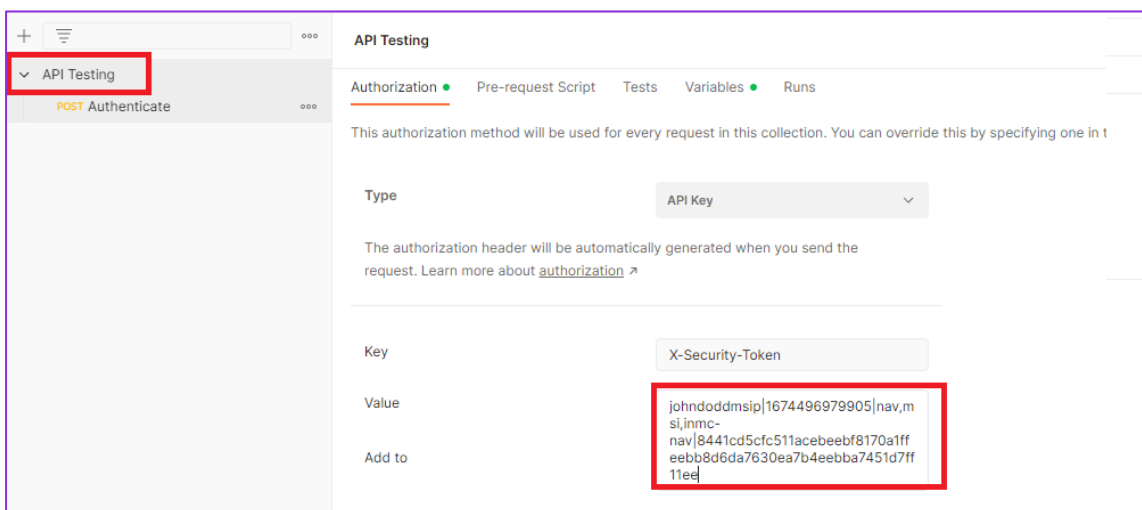 API Testing
API Testing
POST Authenticate
Authorization
Pre-request Script
Tests
Variables
Runs
This authorization method will be used for every request in this collection. You can override this by specifying one in t
Type
API Key
The authorization header will be automatically generated when you send the
request. Learn more about authorization ↗
Key
X-Security-Token
Value
johndoddmsip|1674496979905|nav,m
si,inmc-
nav|8441cd5cfc511acebeebf8170a1ff
eebb8d6da7630ea7b4eebba7451d7ff
11ee
Add to